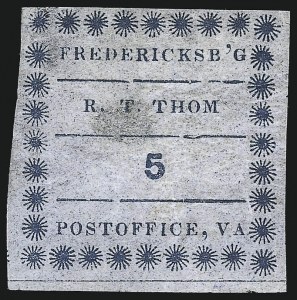 FREDERICKSB'G
R. T. THOM
5
POSTOFFICE, VA